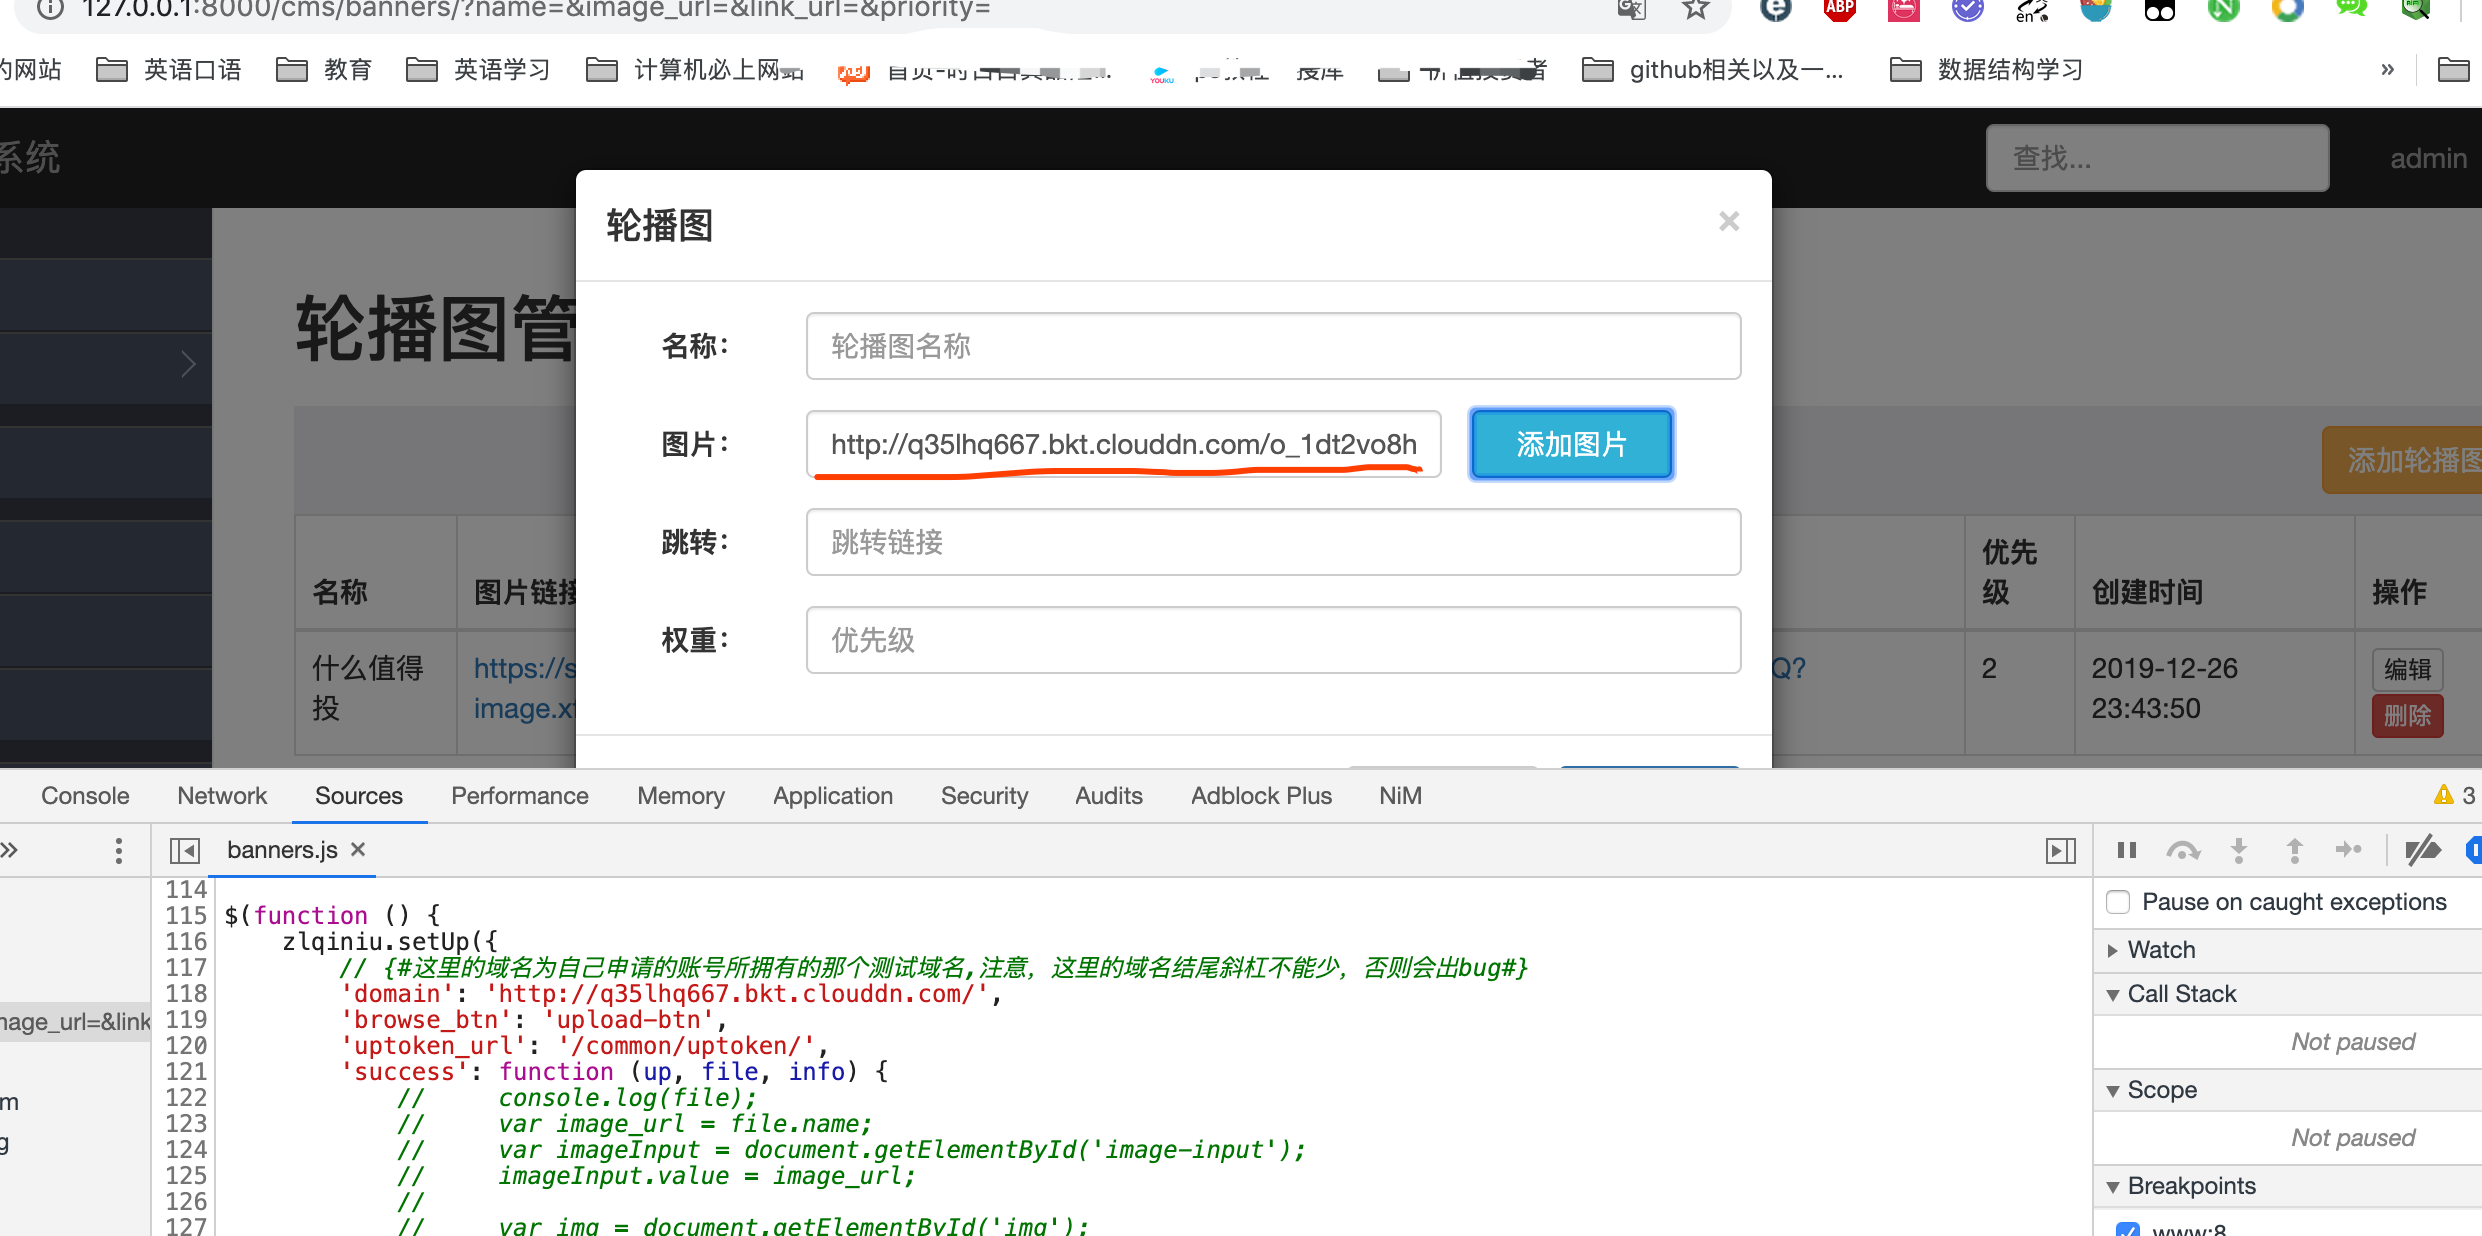 127.0.0.1:8000/cms/banners/?name=&image_url=&link_url=&priority=
的网站 英语口语 教育 英语学习 计算机必上网站 搜库 github相关以及一... 数据结构学习 »
系统 查找... admin
轮播图 ×
轮播图管
名称： 轮播图名称
图片： http://q35lhq667.bkt.clouddn.com/o_1dt2vo8h 添加图片
添加轮播图
跳转： 跳转链接
权重： 优先级
名称 图片链接 优先级 创建时间 操作
什么值得投 https://s 2 2019-12-26 23:43:50 编辑
image.x 删除
Q?
Console Network Sources Performance Memory Application Security Audits Adblock Plus NiM 3
» banners.js ×
114
115 $(function () {
116 zlqiniu.setUp({
117 // {#这里的域名为自己申请的账号所拥有的那个测试域名,注意，这里的域名结尾斜杠不能少，否则会出bug#}
118 'domain': 'http://q35lhq667.bkt.clouddn.com/',
119 'browse_btn': 'upload-btn',
120 'uptoken_url': '/common/uptoken/',
121 'success': function (up, file, info) {
122 // console.log(file);
123 // var image_url = file.name;
124 // var imageInput = document.getElementById('image-input');
125 // imageInput.value = image_url;
126 //
127 // var img = document.getElementById('img');
nage_url=&link
m
g
Pause on caught exceptions
Watch
Call Stack
Not paused
Scope
Not paused
Breakpoints
www:8